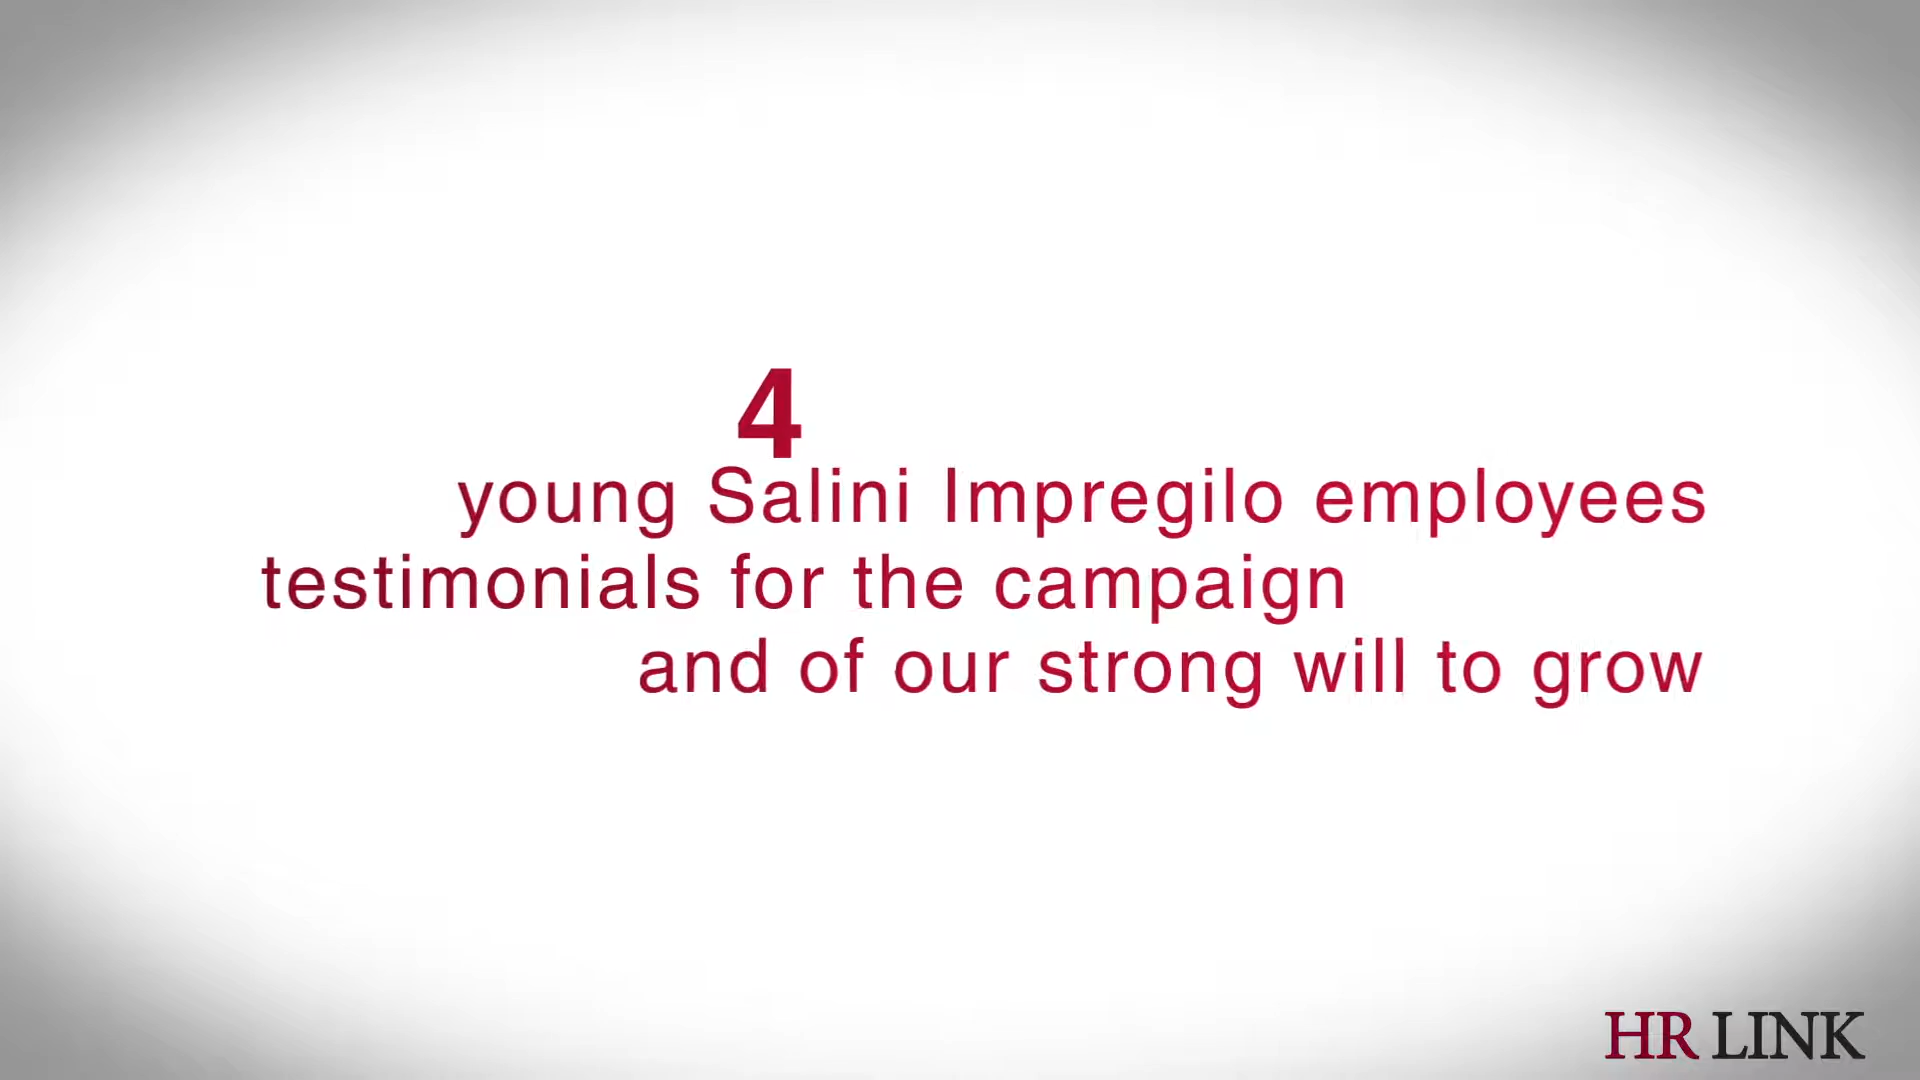 4
young Salini Impregilo employees
testimonials for the campaign
and of our strong will to grow
HR LINK